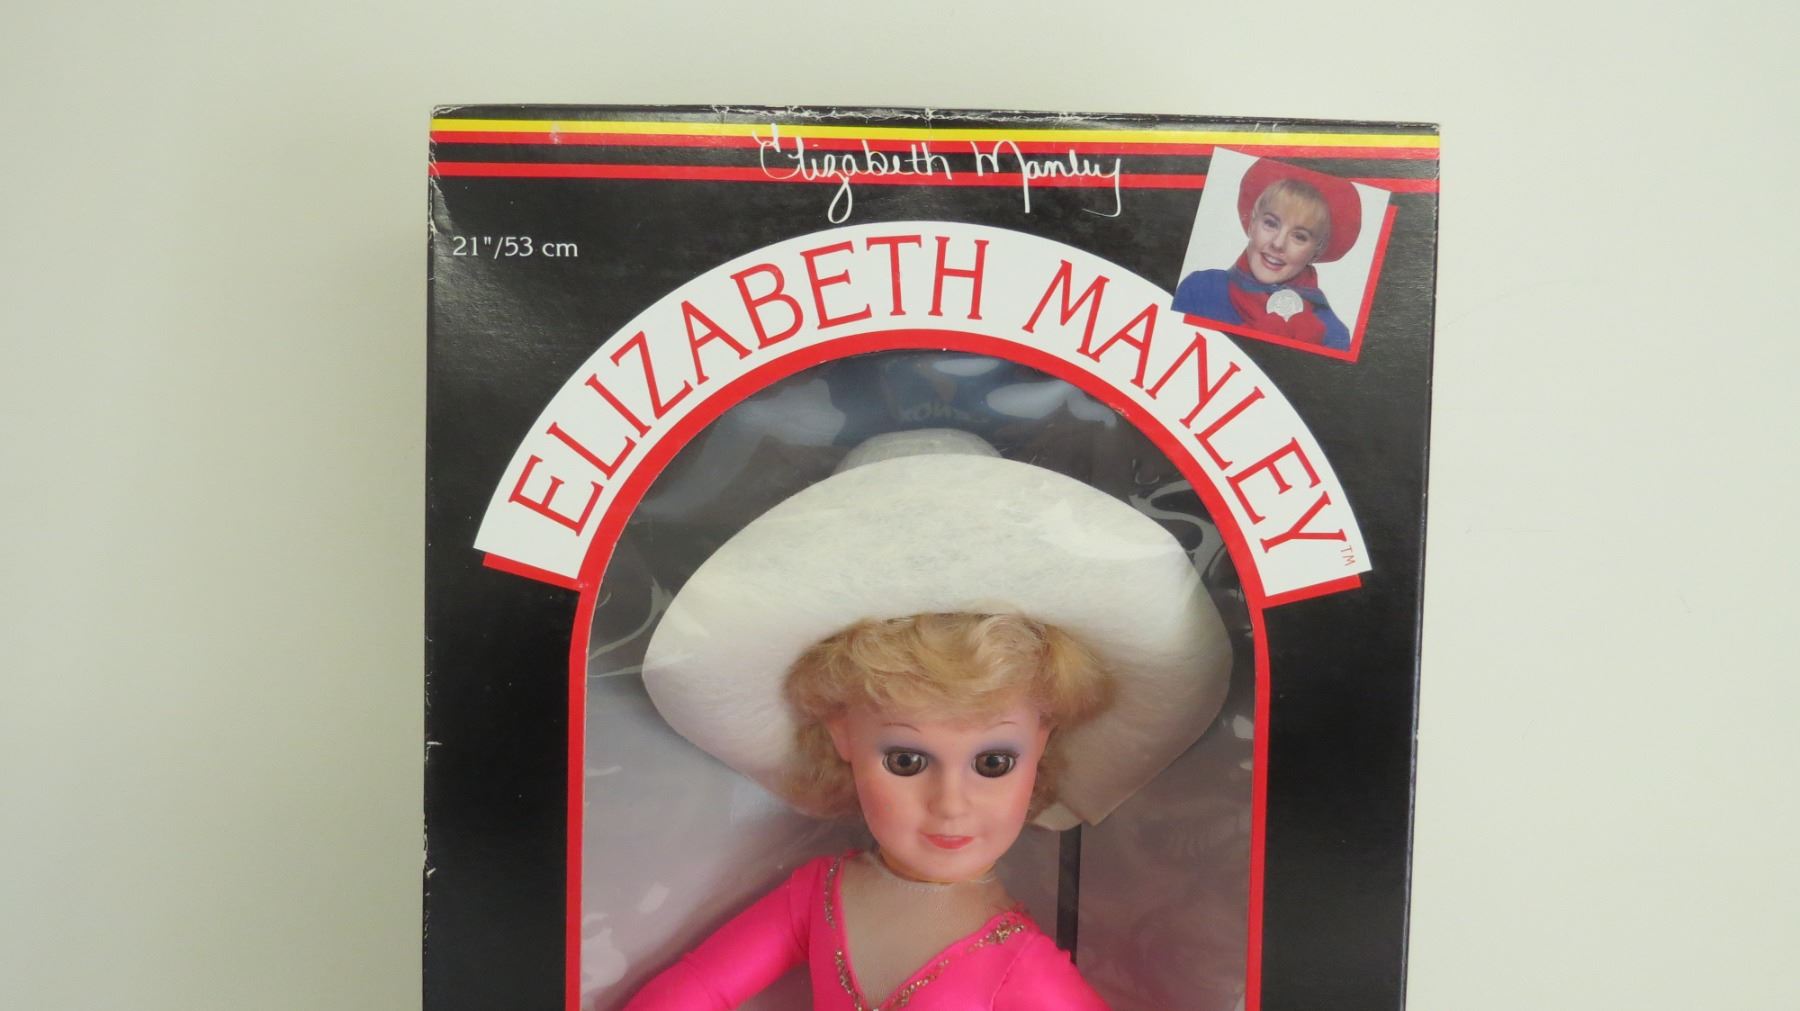 Elizabeth Manley
21"/53 cm
ELIZABETH MANLEY™